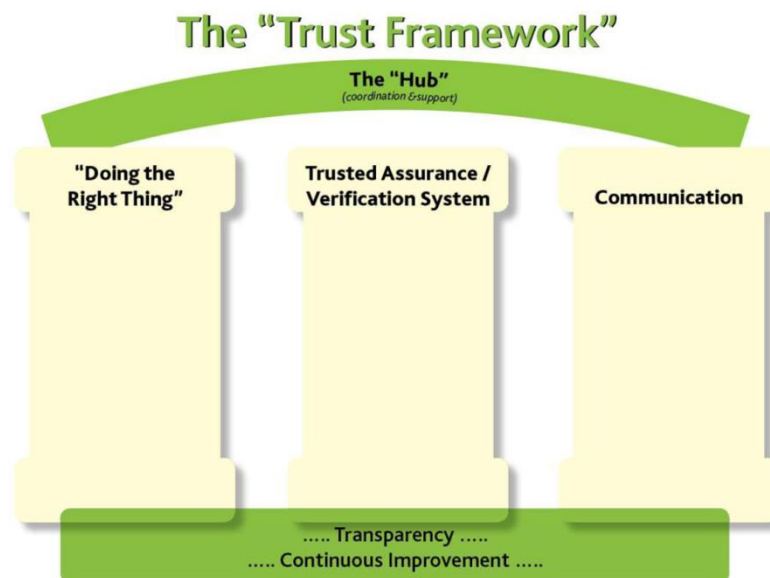 The “Trust Framework”
The “Hub”
(coordination &support)
“Doing the
Right Thing”
Trusted Assurance /
Verification System
Communication
..... Transparency .....
..... Continuous Improvement .....